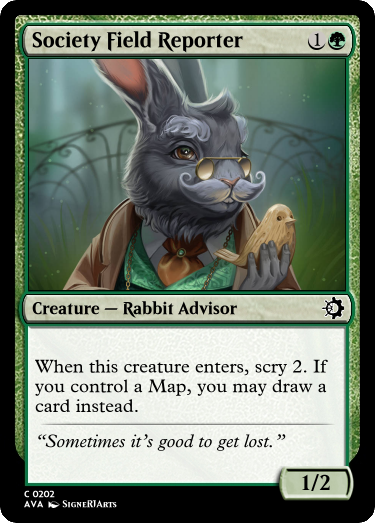 Society Field Reporter 1
Creature — Rabbit Advisor
When this creature enters, scry 2. If
you control a Map, you may draw a
card instead.
“Sometimes it’s good to get lost.”
1/2
C 0202
AVA SignerRJArts